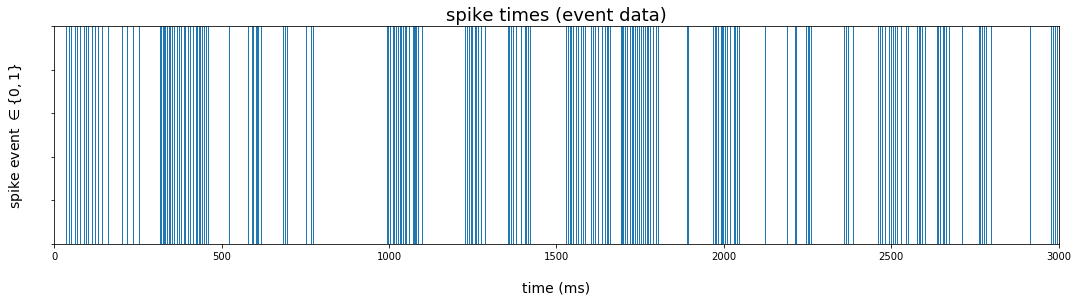 spike times (event data)
spike event ∈ {0, 1}
0 500 1000 1500 2000 2500 3000
time (ms)